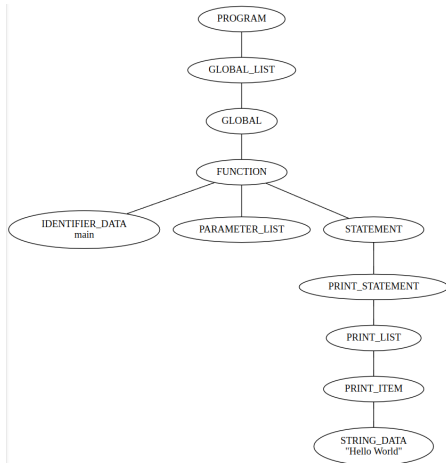 PROGRAM
GLOBAL_LIST
GLOBAL
FUNCTION
IDENTIFIER_DATA
main
PARAMETER_LIST
STATEMENT
PRINT_STATEMENT
PRINT_LIST
PRINT_ITEM
STRING_DATA
"Hello World"